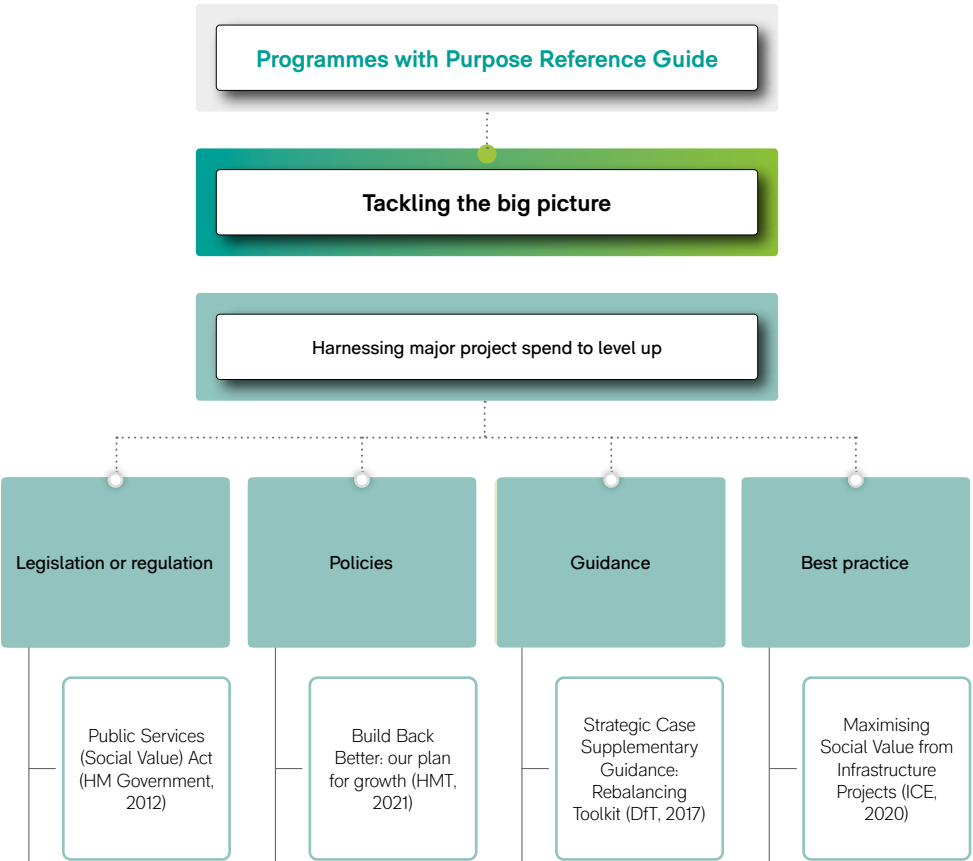 Programmes with Purpose Reference Guide
Tackling the big picture
Harnessing major project spend to level up
Legislation or regulation
Policies
Guidance
Best practice
Public Services
(Social Value) Act
(HM Government,
2012)
Build Back
Better: our plan
for growth (HMT,
2021)
Strategic Case
Supplementary
Guidance:
Rebalancing
Toolkit (DfT, 2017)
Maximising
Social Value from
Infrastructure
Projects (ICE,
2020)